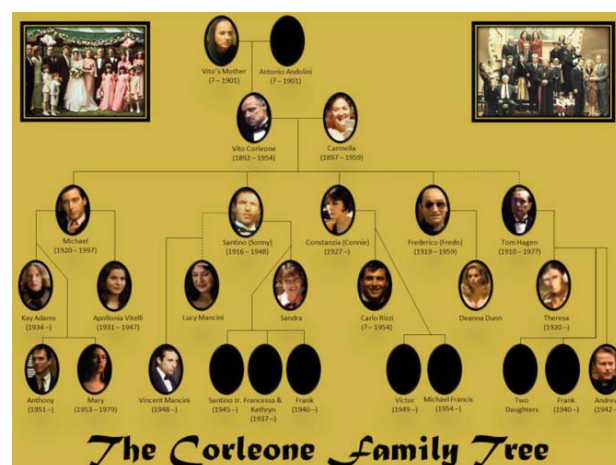 Vito's Mother
(? – 1901)
Antonio Andolini
(? – 1901)
Vito Corleone
(1892 – 1954)
Carmella
(1897 – 1959)
Michael
(1920 – 1997)
Santino (Sonny)
(1916 – 1948)
Constanzia (Connie)
(1927 –)
Frederico (Fredo)
(1919 – 1959)
Tom Hagen
(1910 – 197?)
Kay Adams
(1934 –)
Apollonia Vitelli
(1931 – 1947)
Lucy Mancini
Sandra
Carlo Rizzi
(? – 1954)
Deanna Dunn
Theresa
(1920 –)
Anthony
(1951 –)
Mary
(1953 – 1979)
Vincent Mancini
(1948 –)
Santino Jr.
(1945 –)
Francessa &
Kathryn
(1937 –)
Frank
(1940 –)
Victor
(1949 –)
Michael Francis
(1954 –)
Two
Daughters
Frank
(1940 –)
Andrew
(1942 –
The Corleone Family Tree